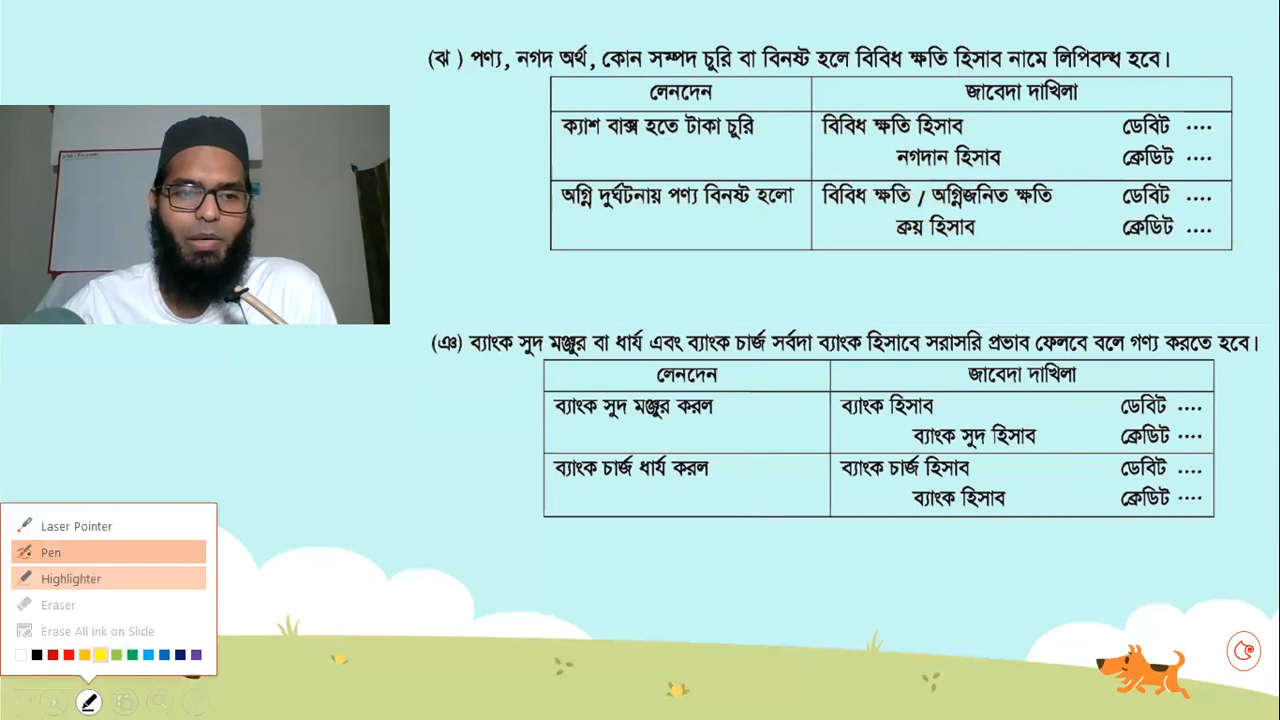 (ঝ ) পণ্য, নগদ অর্থ, কোন সম্পদ চুরি বা বিনষ্ট হলে বিবিধ ক্ষতি হিসাব নামে লিপিবদ্ধ হবে।
লেনদেন জাবেদা দাখিলা
ক্যাশ বাক্স হতে টাকা চুরি বিবিধ ক্ষতি হিসাব ডেবিট ....
নগদান হিসাব ক্রেডিট ....
অগ্নি দুর্ঘটনায় পণ্য বিনষ্ট হলো বিবিধ ক্ষতি / অগ্নিজনিত ক্ষতি ডেবিট ....
ক্রয় হিসাব ক্রেডিট ....
(ঞ) ব্যাংক সুদ মঞ্জুর বা ধার্য এবং ব্যাংক চার্জ সর্বদা ব্যাংক হিসাবে সরাসরি প্রভাব ফেলবে বলে গণ্য করতে হবে।
লেনদেন জাবেদা দাখিলা
ব্যাংক সুদ মঞ্জুর করল ব্যাংক হিসাব ডেবিট ....
ব্যাংক সুদ হিসাব ক্রেডিট ....
ব্যাংক চার্জ ধার্য করল ব্যাংক চার্জ হিসাব ডেবিট ....
ব্যাংক হিসাব ক্রেডিট ....
Laser Pointer
Pen
Highlighter
Eraser
Erase All Ink on Slide